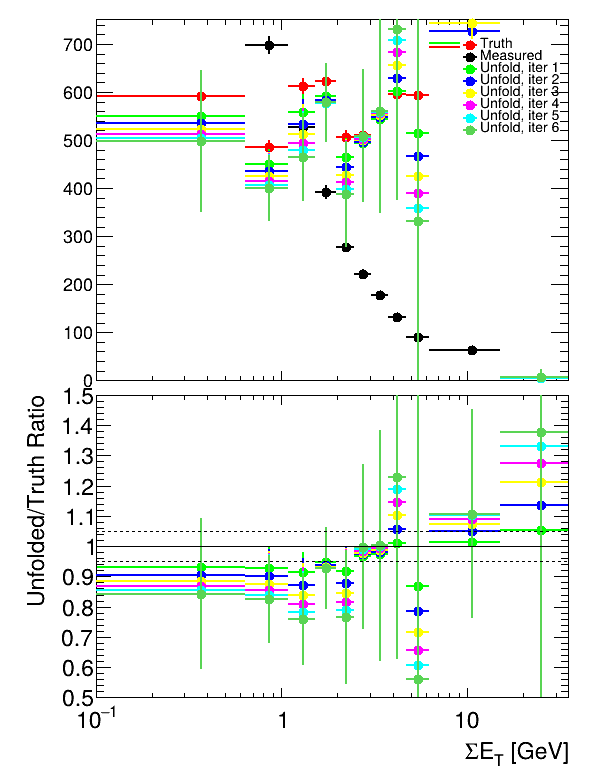 700
600
500
400
300
200
100
0
Truth
Measured
Unfold, iter 1
Unfold, iter 2
Unfold, iter 3
Unfold, iter 4
Unfold, iter 5
Unfold, iter 6
Unfolded/Truth Ratio
1.5
1.4
1.3
1.2
1.1
1
0.9
0.8
0.7
0.6
0.5
10⁻¹ 1 10
ΣE_T [GeV]